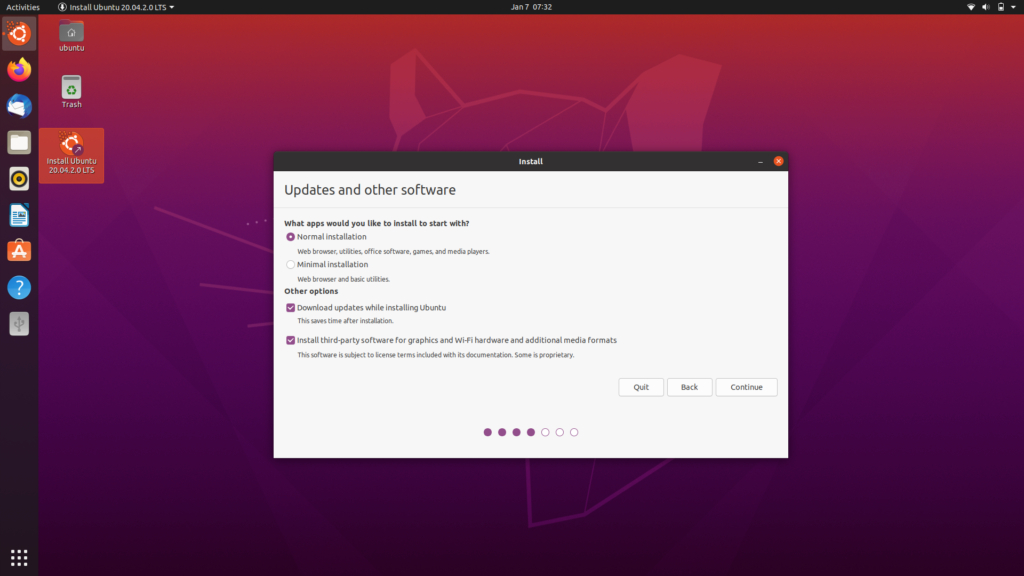 Activities
Install Ubuntu 20.04.2.0 LTS
Jan 7 07:32
ubuntu
Trash
Install Ubuntu
20.04.2.0 LTS
Install
Updates and other software
What apps would you like to install to start with?
Normal installation
Web browser, utilities, office software, games, and media players.
Minimal installation
Web browser and basic utilities.
Other options
Download updates while installing Ubuntu
This saves time after installation.
Install third-party software for graphics and Wi-Fi hardware and additional media formats
This software is subject to license terms included with its documentation. Some is proprietary.
Quit
Back
Continue